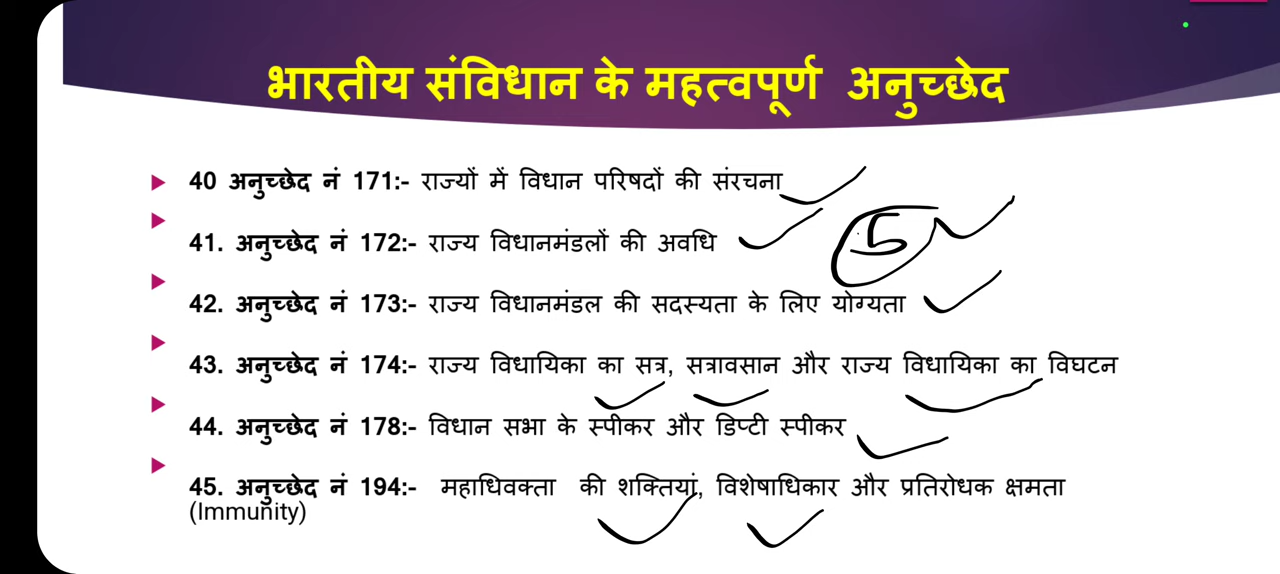 भारतीय संविधान के महत्वपूर्ण अनुच्छेद
40 अनुच्छेद नं 171:- राज्यों में विधान परिषदों की संरचना
41. अनुच्छेद नं 172:- राज्य विधानमंडलों की अवधि
5
42. अनुच्छेद नं 173:- राज्य विधानमंडल की सदस्यता के लिए योग्यता
43. अनुच्छेद नं 174:- राज्य विधायिका का सत्र, सत्रावसान और राज्य विधायिका का विघटन
44. अनुच्छेद नं 178:- विधान सभा के स्पीकर और डिप्टी स्पीकर
45. अनुच्छेद नं 194:- महाधिवक्ता की शक्तियां, विशेषाधिकार और प्रतिरोधक क्षमता
(Immunity)